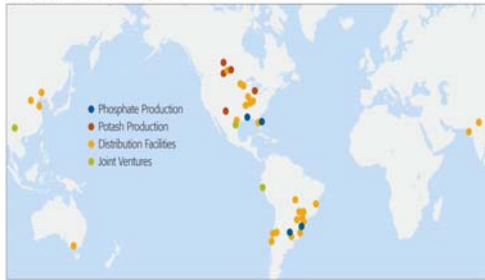 Phosphate Production
Potash Production
Distribution Facilities
Joint Ventures